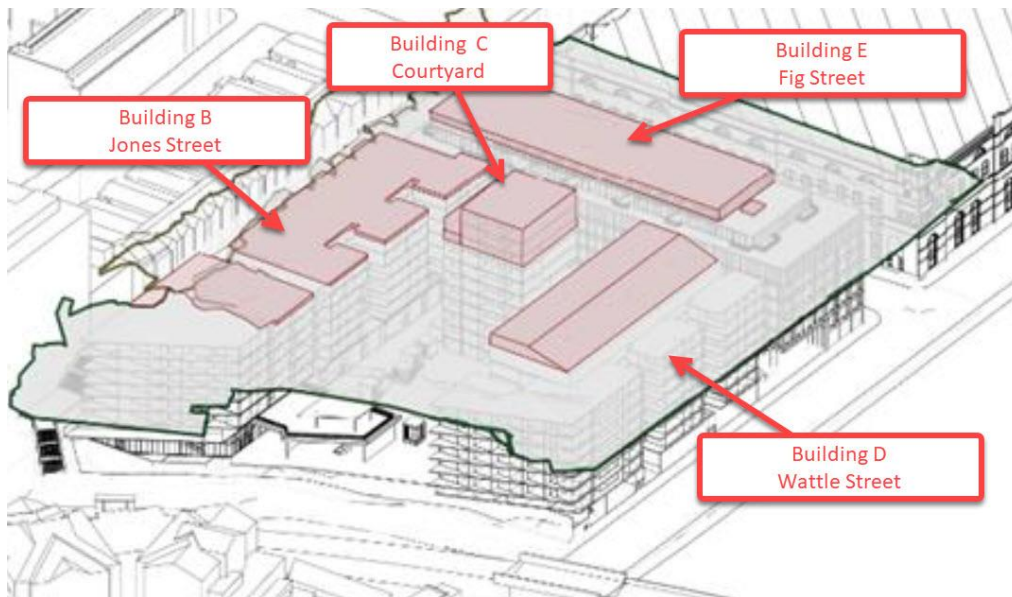 Building C
Courtyard
Building E
Fig Street
Building B
Jones Street
Building D
Wattle Street